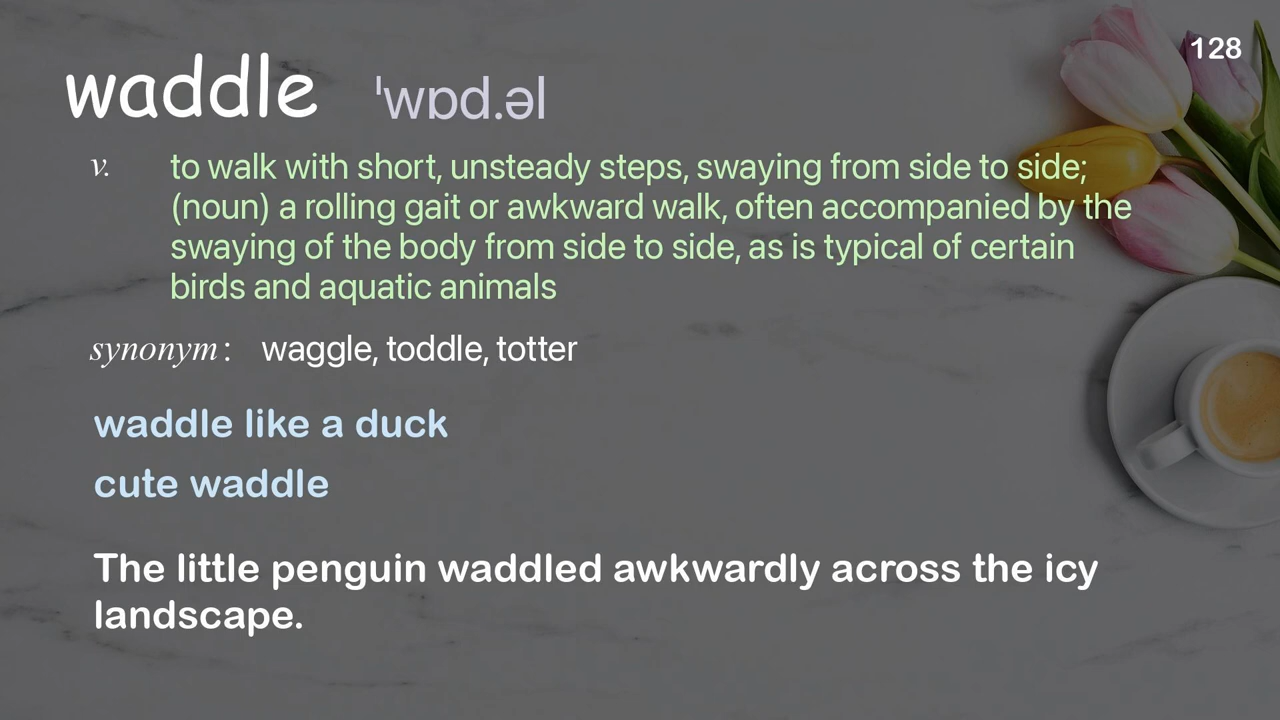 128
waddle ˈwɒd.əl
v. to walk with short, unsteady steps, swaying from side to side;
(noun) a rolling gait or awkward walk, often accompanied by the
swaying of the body from side to side, as is typical of certain
birds and aquatic animals
synonym: waggle, toddle, totter
waddle like a duck
cute waddle
The little penguin waddled awkwardly across the icy
landscape.